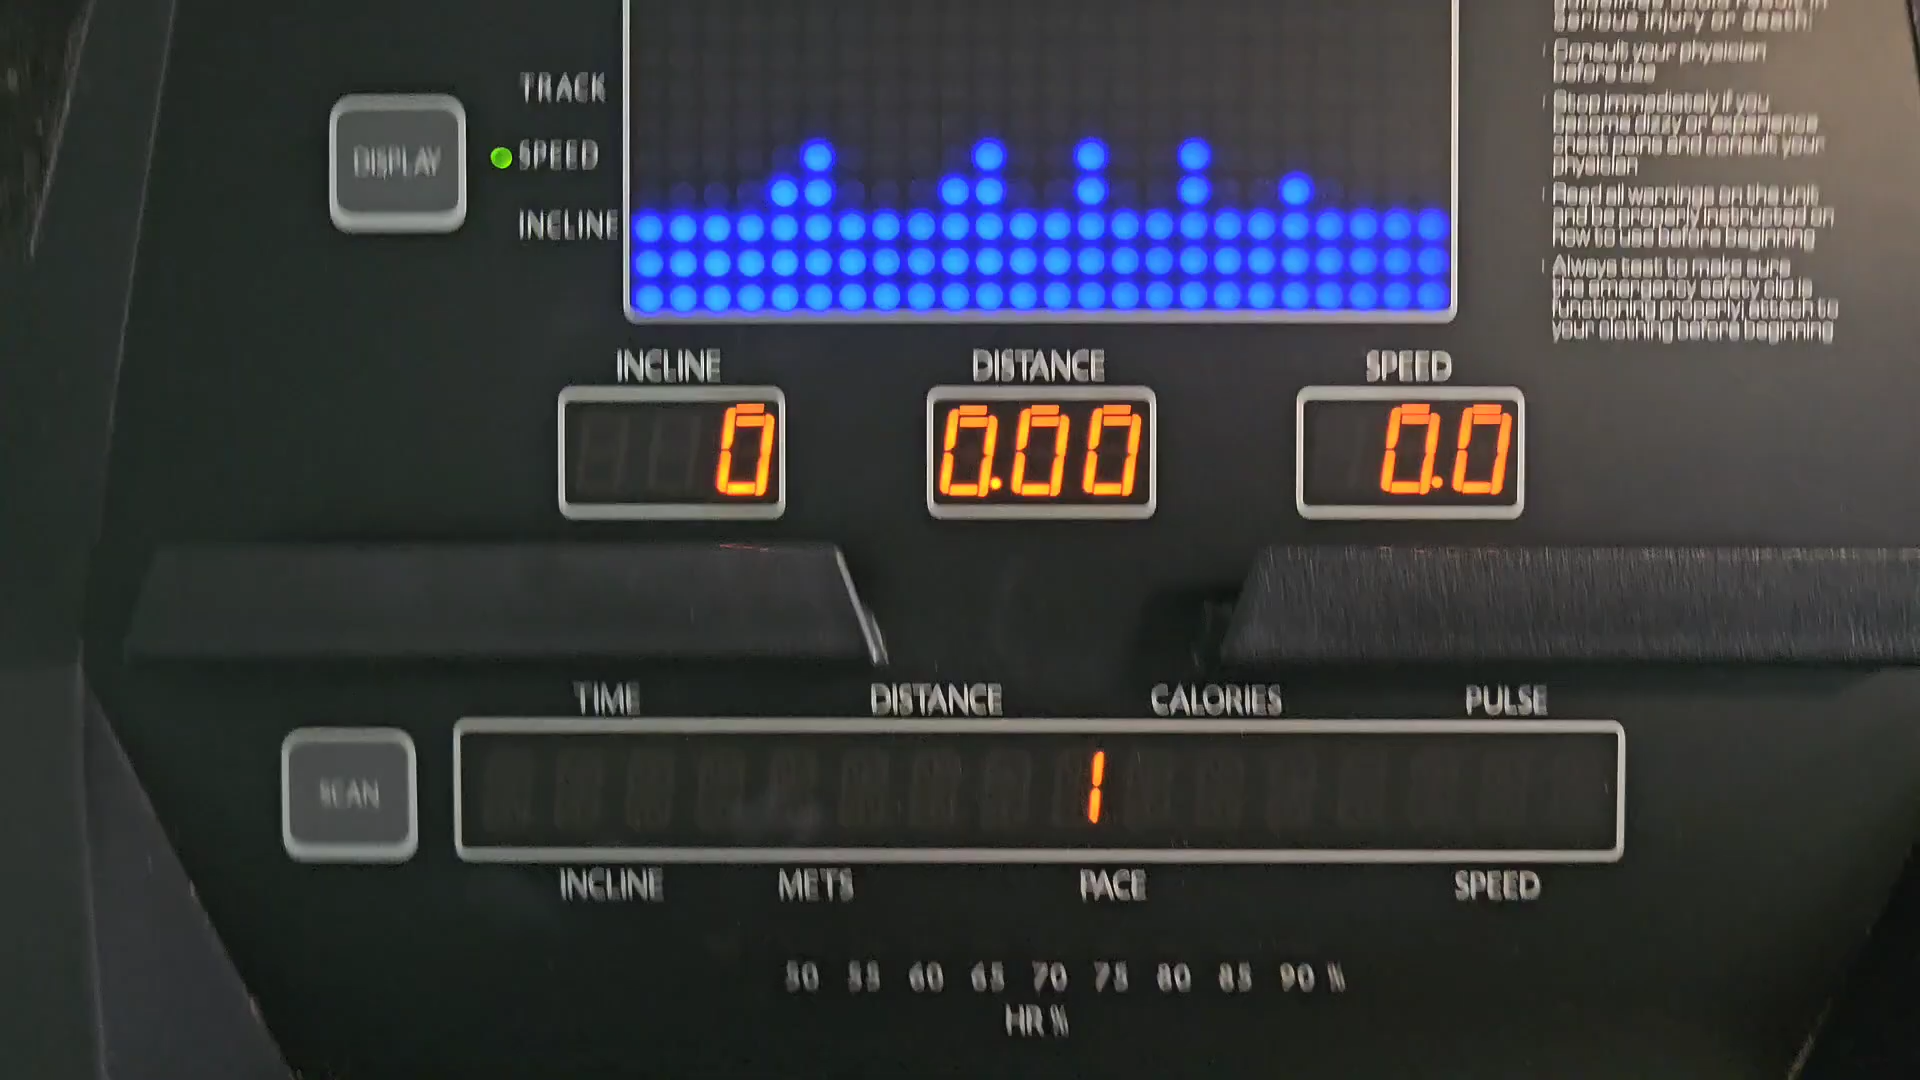 TRACK
DISPLAY
SPEED
INCLINE
serious injury or death.
Consult your physician
before use
Stop immediately if you
become dizzy or experience
chest pains and consult your
physician
Read all warnings on the unit
and be properly instructed on
how to use before beginning
Always test to make sure
the emergency safety clip is
functioning properly, attach to
your clothing before beginning
INCLINE DISTANCE SPEED
0 0.00 0.0
TIME DISTANCE CALORIES PULSE
SCAN
1
INCLINE METS PACE SPEED
50 55 60 65 70 75 80 85 90 %
HR %